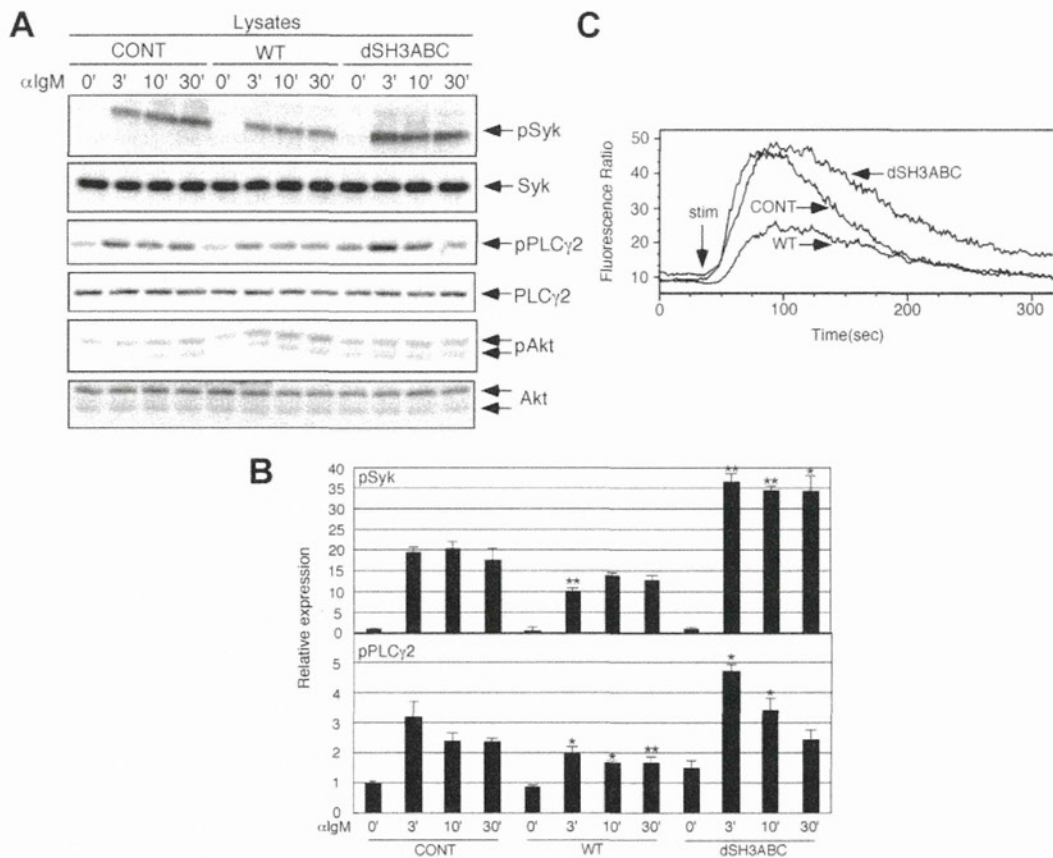 A
Lysates
CONT WT dSH3ABC
αIgM 0' 3' 10' 30' 0' 3' 10' 30' 0' 3' 10' 30'
pSyk
Syk
pPLCγ2
PLCγ2
pAkt
Akt
C
Fluorescence Ratio
50
40
30
20
10
stim
dSH3ABC
CONT
WT
0 100 200 300
Time(sec)
B
Relative expression
pSyk
40
35
30
25
20
15
10
5
0
** ** ** *
pPLCγ2
5
4
3
2
1
0
* * ** * *
αIgM 0' 3' 10' 30' 0' 3' 10' 30' 0' 3' 10' 30'
CONT WT dSH3ABC